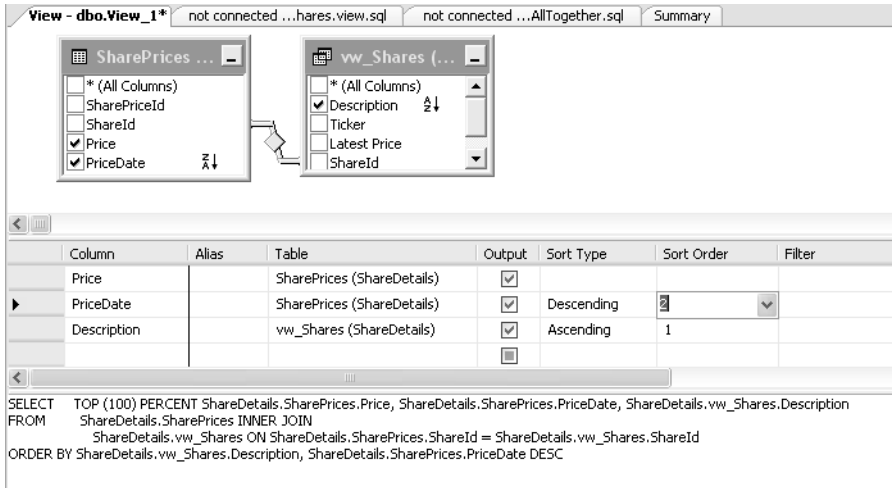 View - dbo.View_1* not connected ...hares.view.sql not connected ...AllTogether.sql Summary
SharePrices ...
* (All Columns)
SharePriceId
ShareId
Price
PriceDate
vw_Shares (...
* (All Columns)
Description
Ticker
Latest Price
ShareId
Column Alias Table Output Sort Type Sort Order Filter
Price SharePrices (ShareDetails)
PriceDate SharePrices (ShareDetails) Descending 2
Description vw_Shares (ShareDetails) Ascending 1
SELECT TOP (100) PERCENT ShareDetails.SharePrices.Price, ShareDetails.SharePrices.PriceDate, ShareDetails.vw_Shares.Description
FROM ShareDetails.SharePrices INNER JOIN
ShareDetails.vw_Shares ON ShareDetails.SharePrices.ShareId = ShareDetails.vw_Shares.ShareId
ORDER BY ShareDetails.vw_Shares.Description, ShareDetails.SharePrices.PriceDate DESC